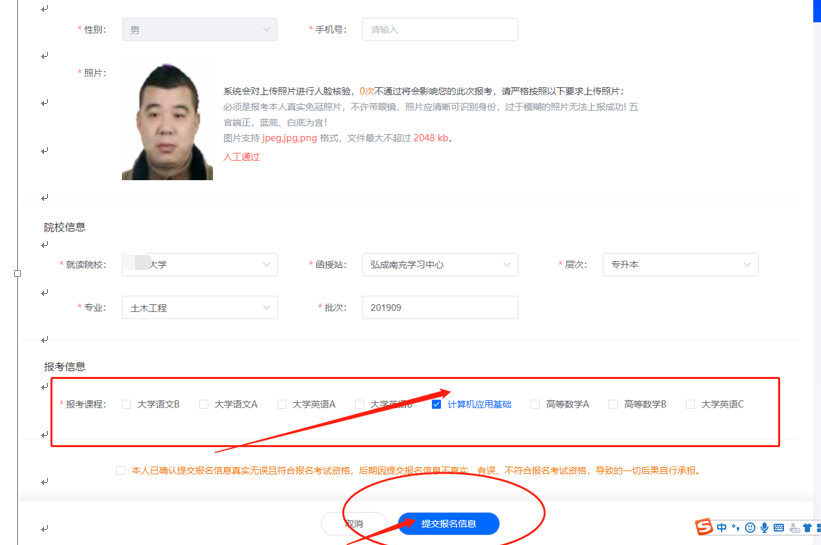 * 性别： 男 * 手机号： 请输入
* 照片：
系统会对上传照片进行人脸核验，0次不通过将会影响您的此次报考，请严格按照以下要求上传照片：
必须是报考本人真实免冠照片，不许带眼镜，照片应清晰可识别身份，过于模糊的照片无法上报成功! 五
官端正，蓝底、白底为宜！
图片支持 jpeg,jpg,png 格式，文件最大不超过 2048 kb。
人工通过
院校信息
* 就读院校： 大学 * 函授站： 弘成南充学习中心 * 层次： 专升本
* 专业： 土木工程 * 批次： 201909
报考信息
* 报考课程： 大学语文B 大学语文A 大学英语A 大学英语B 计算机应用基础 高等数学A 高等数学B 大学英语C
本人已确认提交报名信息真实无误且符合报名考试资格，后期因提交报名信息不真实、有误、不符合报名考试资格，导致的一切后果自行承担。
取消 提交报名信息
S 中